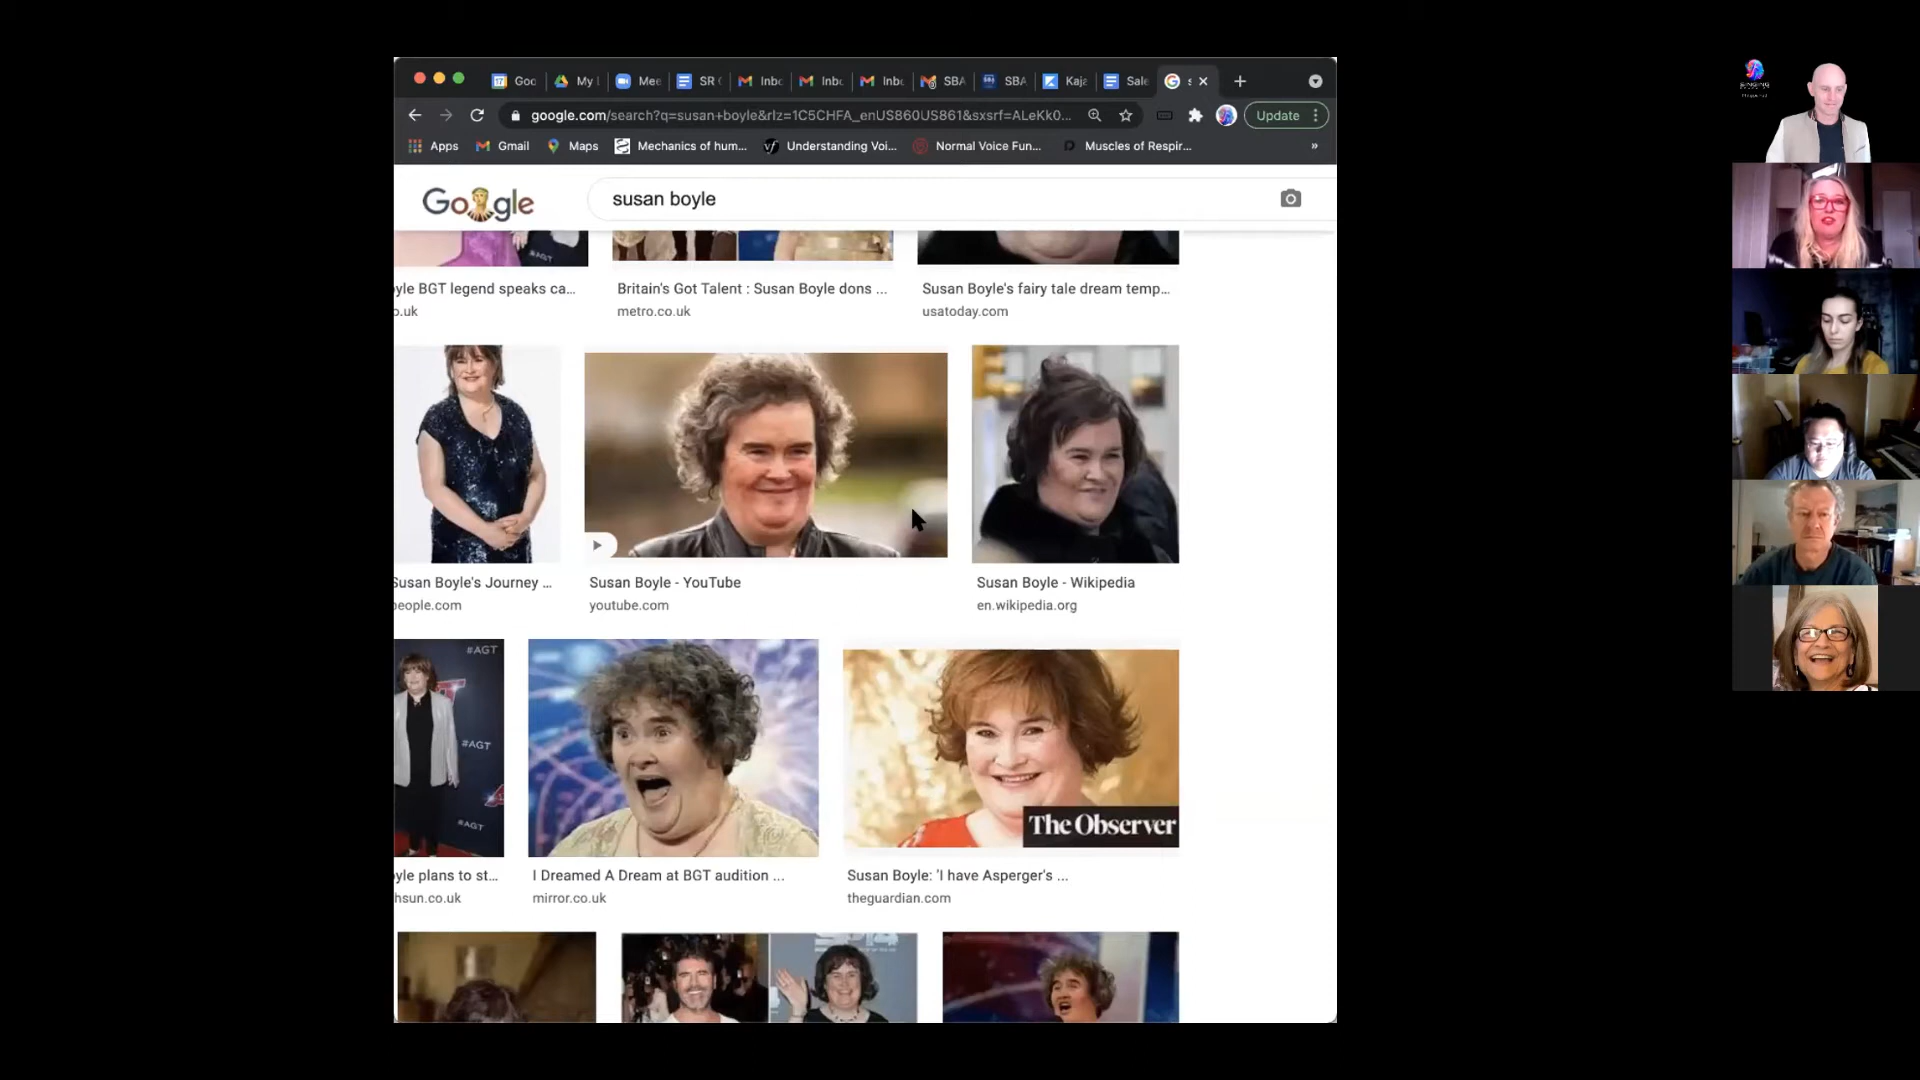 Goo
My
Mee
SR
Inbo
Inbo
Inbo
SBA
SBA
Kaja
Sale
s
google.com/search?q=susan+boyle&rlz=1C5CHFA_enUS860US861&sxsrf=ALeKk0...
Update
Apps
Gmail
Maps
Mechanics of hum...
Understanding Voi...
Normal Voice Fun...
Muscles of Respir...
»
Google
susan boyle
#AGT
yle BGT legend speaks ca...
o.uk
Britain's Got Talent : Susan Boyle dons ...
metro.co.uk
Susan Boyle's fairy tale dream temp...
usatoday.com
Susan Boyle's Journey ...
people.com
Susan Boyle - YouTube
youtube.com
Susan Boyle - Wikipedia
en.wikipedia.org
#AGT
#AGT
#AGT
The Observer
yle plans to st...
hsun.co.uk
I Dreamed A Dream at BGT audition ...
mirror.co.uk
Susan Boyle: 'I have Asperger's ...
theguardian.com
SINGING